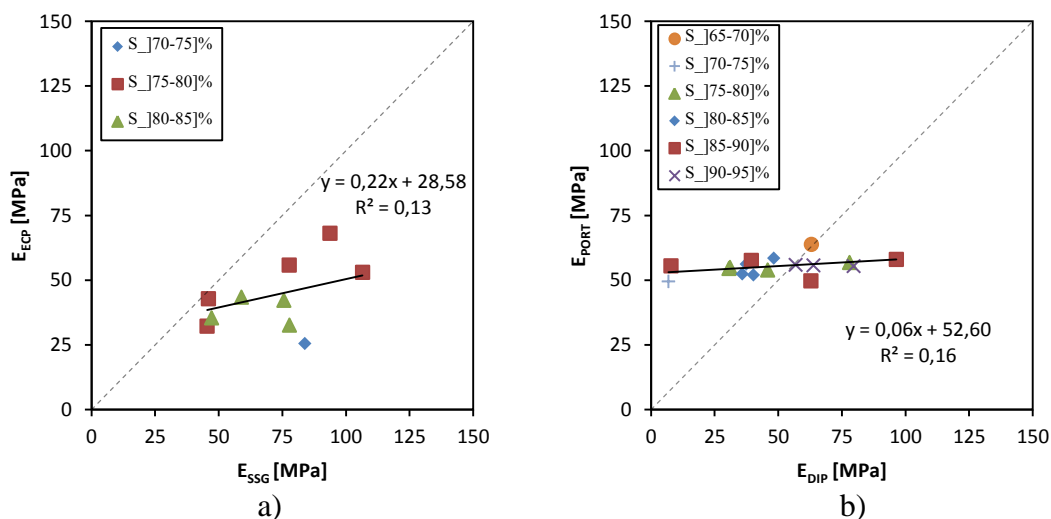 150
125
100
75
50
25
0
E_ECP [MPa]
S_]70-75]%
S_]75-80]%
S_]80-85]%
y = 0,22x + 28,58
R² = 0,13
0 25 50 75 100 125 150
E_SSG [MPa]
a)
150
125
100
75
50
25
0
E_PORT [MPa]
S_]65-70]%
S_]70-75]%
S_]75-80]%
S_]80-85]%
S_]85-90]%
S_]90-95]%
y = 0,06x + 52,60
R² = 0,16
0 25 50 75 100 125 150
E_DIP [MPa]
b)